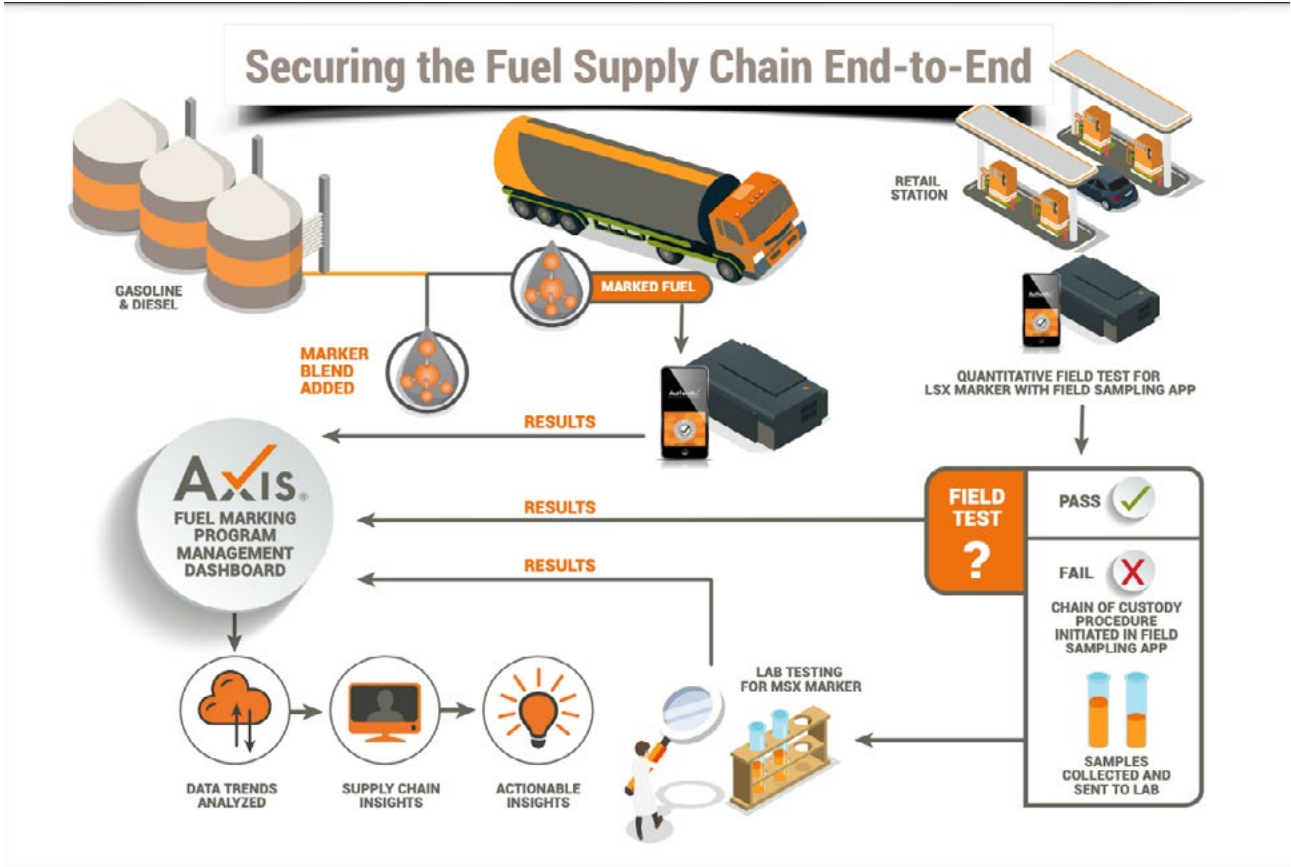 Securing the Fuel Supply Chain End-to-End
GASOLINE
& DIESEL
MARKER
BLEND
ADDED
MARKED FUEL
RETAIL
STATION
Authentix
QUANTITATIVE FIELD TEST FOR
LSX MARKER WITH FIELD SAMPLING APP
RESULTS
AXIS®
FUEL MARKING
PROGRAM
MANAGEMENT
DASHBOARD
RESULTS
RESULTS
FIELD
TEST
?
PASS
FAIL
CHAIN OF CUSTODY
PROCEDURE
INITIATED IN FIELD
SAMPLING APP
SAMPLES
COLLECTED AND
SENT TO LAB
LAB TESTING
FOR MSX MARKER
DATA TRENDS
ANALYZED
SUPPLY CHAIN
INSIGHTS
ACTIONABLE
INSIGHTS